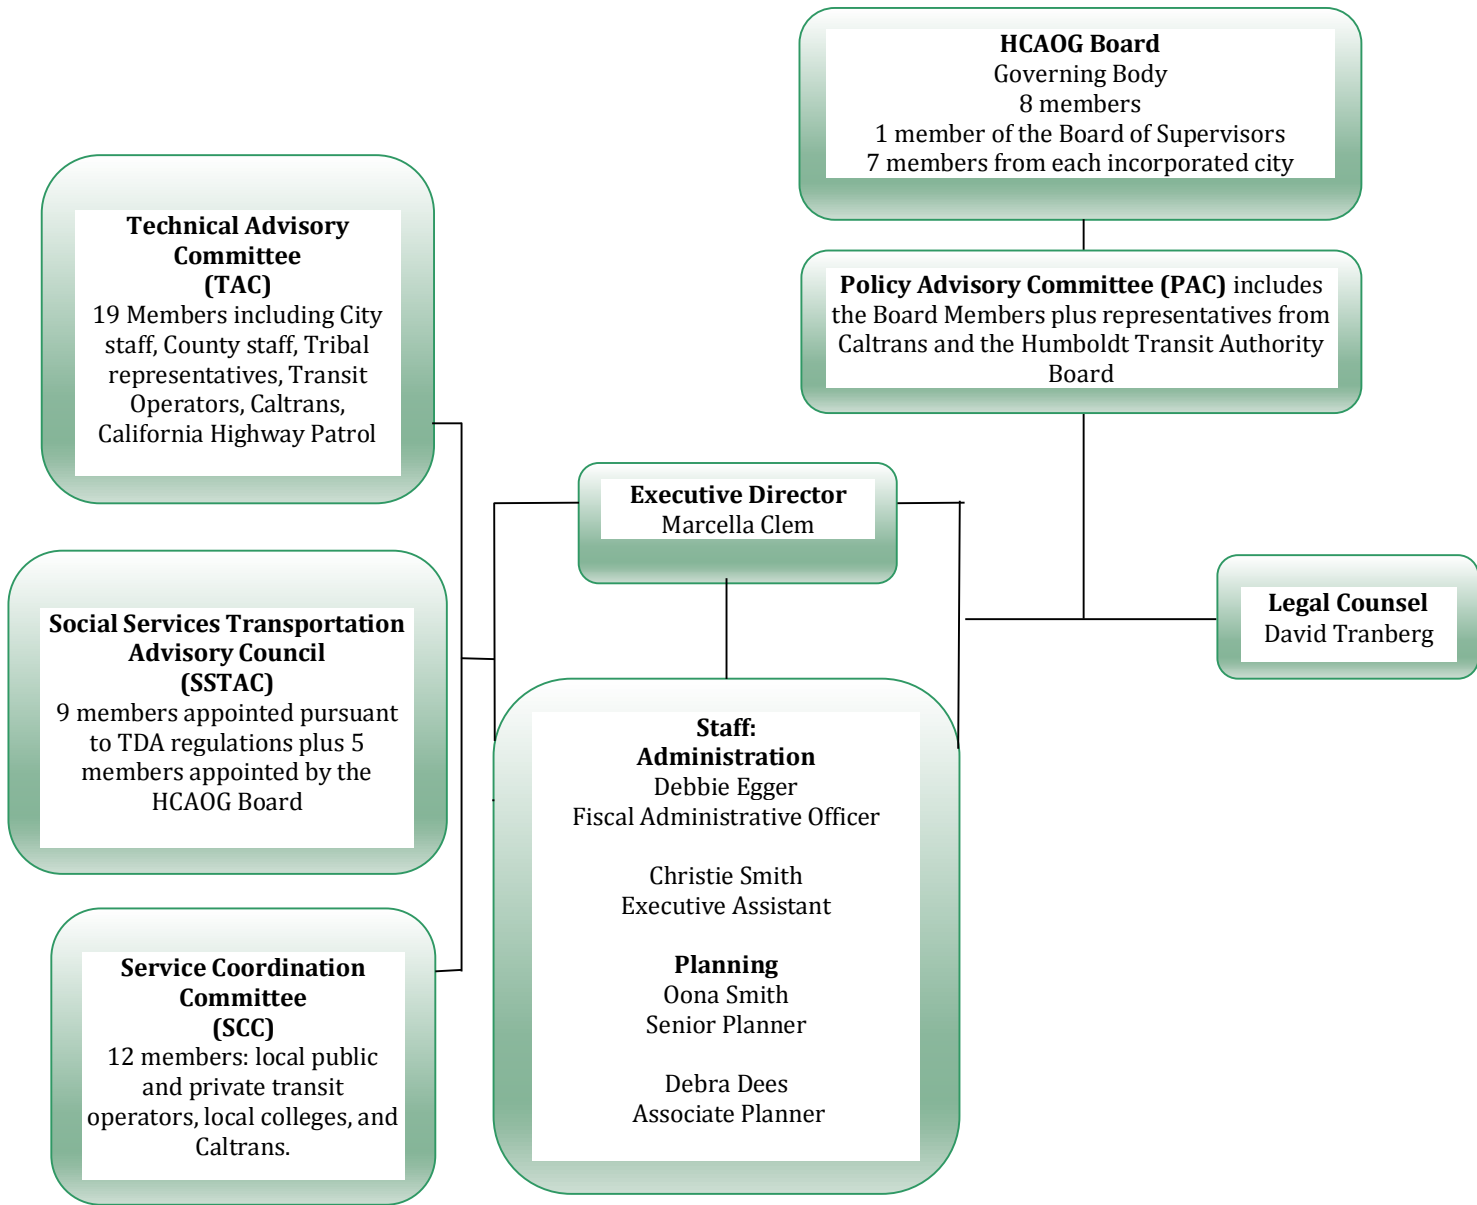 HCAOG Board
Governing Body
8 members
1 member of the Board of Supervisors
7 members from each incorporated city
Policy Advisory Committee (PAC) includes
the Board Members plus representatives from
Caltrans and the Humboldt Transit Authority
Board
Technical Advisory
Committee
(TAC)
19 Members including City
staff, County staff, Tribal
representatives, Transit
Operators, Caltrans,
California Highway Patrol
Executive Director
Marcella Clem
Legal Counsel
David Tranberg
Social Services Transportation
Advisory Council
(SSTAC)
9 members appointed pursuant
to TDA regulations plus 5
members appointed by the
HCAOG Board
Staff:
Administration
Debbie Egger
Fiscal Administrative Officer
Christie Smith
Executive Assistant
Planning
Oona Smith
Senior Planner
Debra Dees
Associate Planner
Service Coordination
Committee
(SCC)
12 members: local public
and private transit
operators, local colleges, and
Caltrans.